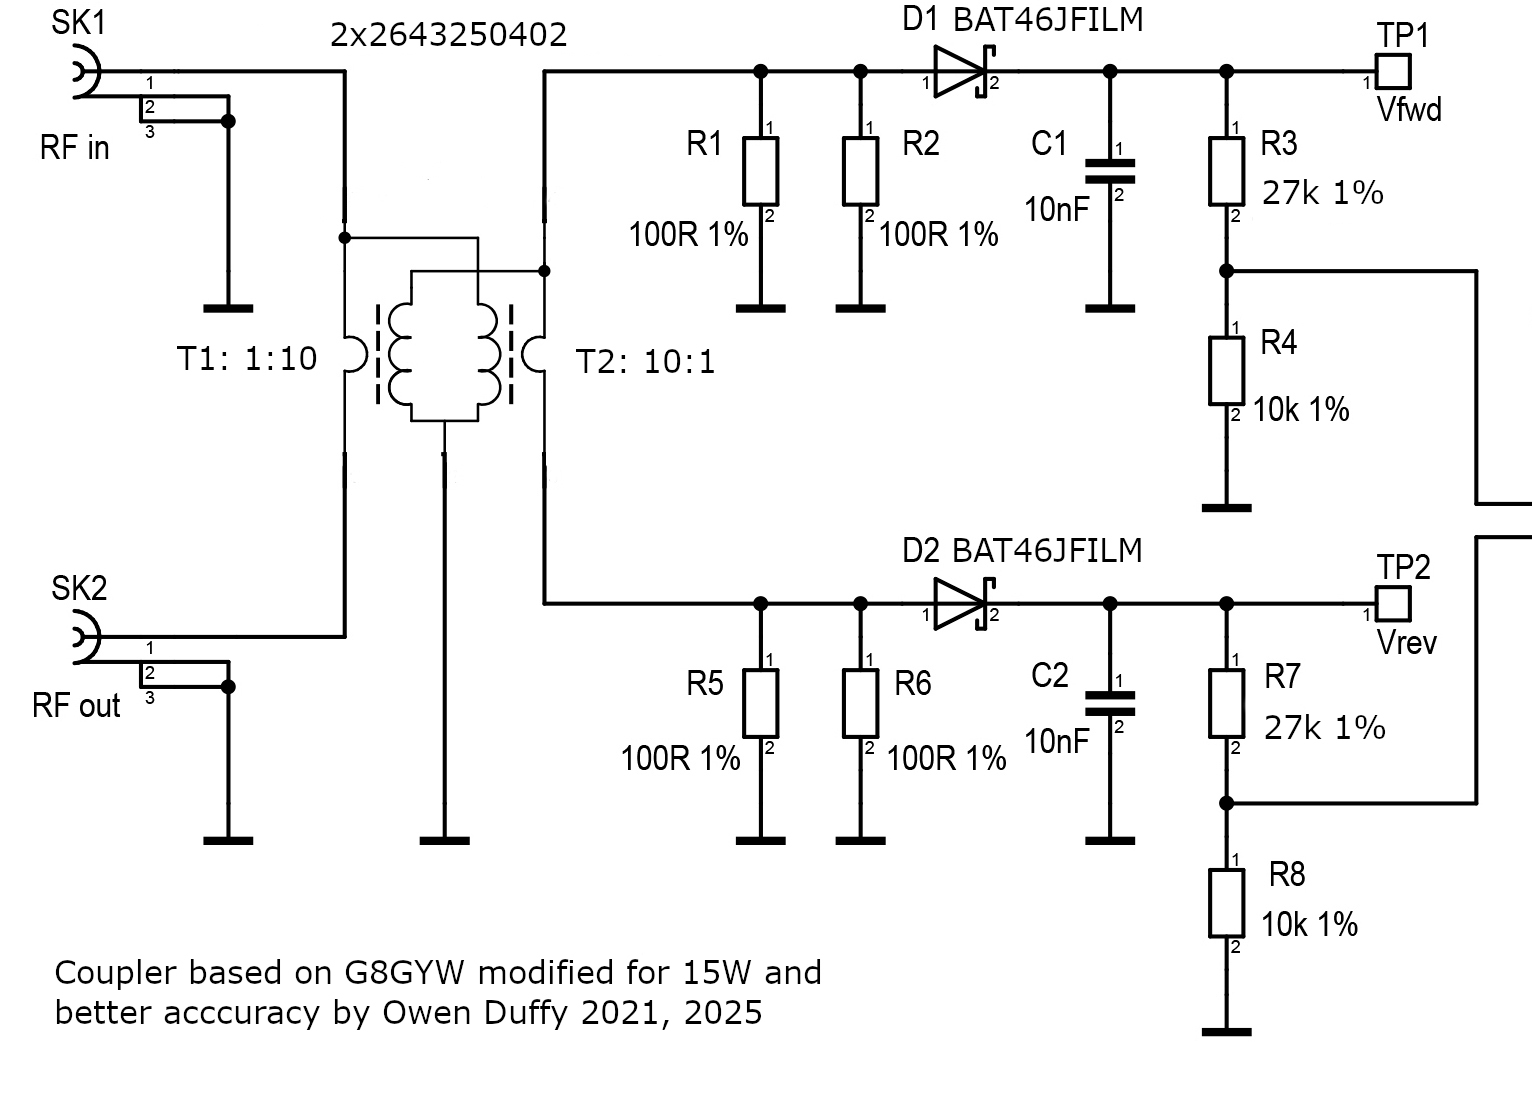 SK1
2x2643250402
D1 BAT46JFILM
TP1
1
2
3
1
2
1
Vfwd
RF in
R1
1
2
100R 1%
R2
1
2
100R 1%
C1
1
2
10nF
R3
1
2
27k 1%
T1: 1:10
T2: 10:1
R4
1
2
10k 1%
D2 BAT46JFILM
TP2
1
2
1
Vrev
SK2
1
2
3
RF out
R5
1
2
100R 1%
R6
1
2
100R 1%
C2
1
2
10nF
R7
1
2
27k 1%
R8
1
2
10k 1%
Coupler based on G8GYW modified for 15W and
better acccuracy by Owen Duffy 2021, 2025